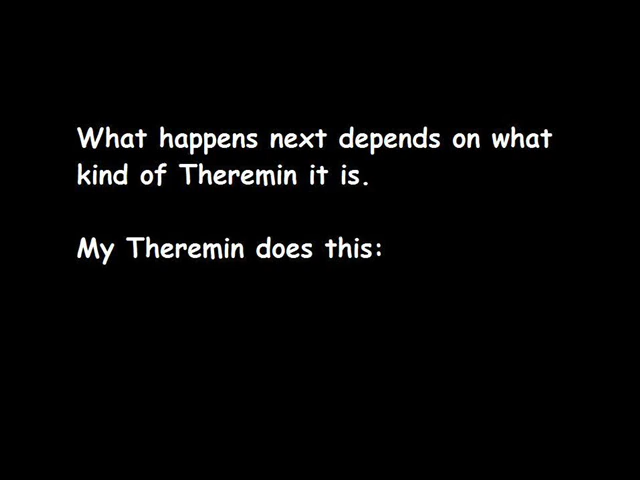 What happens next depends on what
kind of Theremin it is.
My Theremin does this: